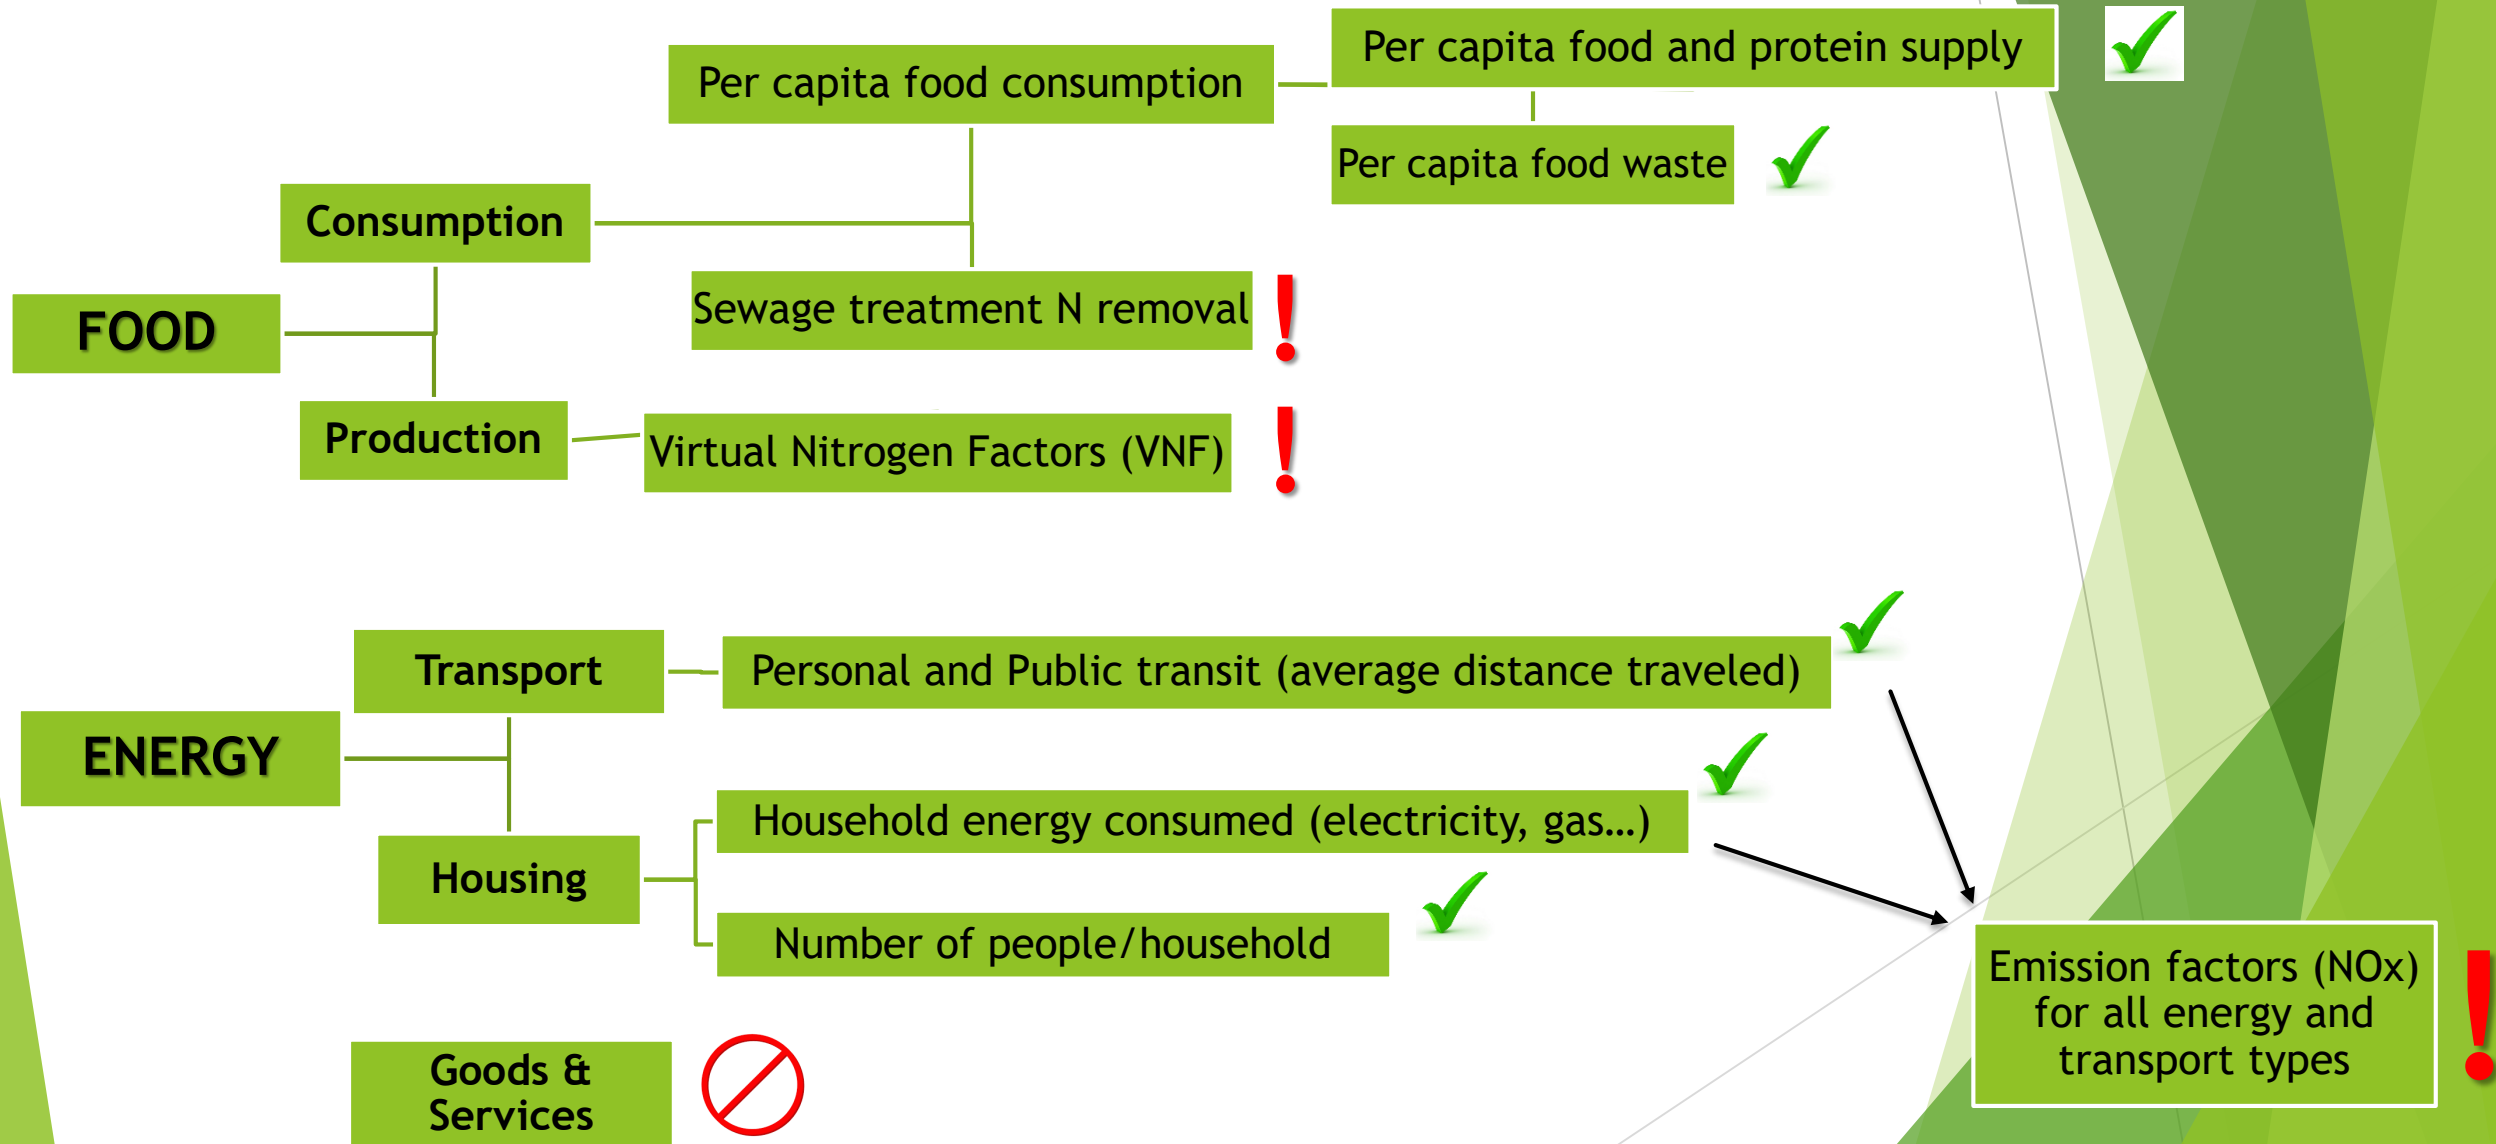 Per capita food and protein supply
Per capita food consumption
Per capita food waste
Consumption
Sewage treatment N removal
FOOD
Production
Virtual Nitrogen Factors (VNF)
Transport
Personal and Public transit (average distance traveled)
ENERGY
Household energy consumed (electricity, gas…)
Housing
Number of people/household
Emission factors (NOx)
for all energy and
transport types
Goods &
Services